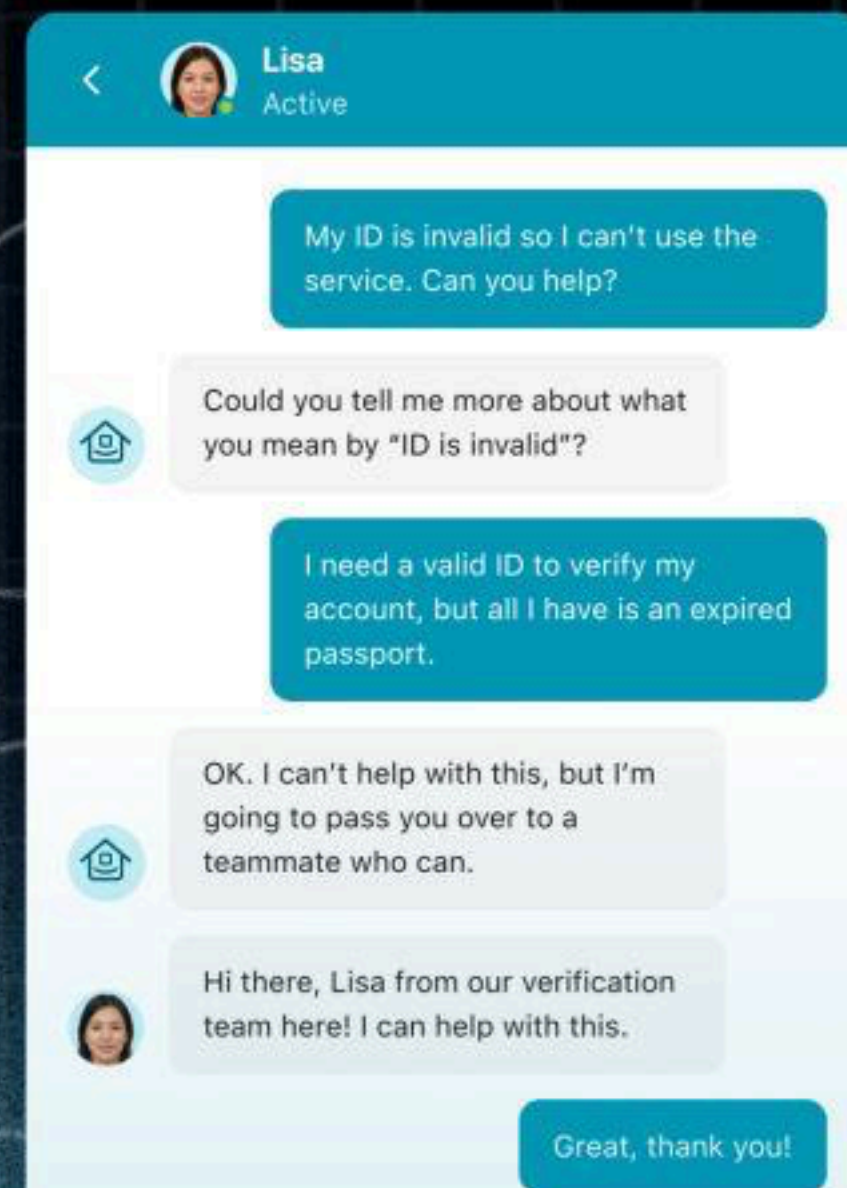 Lisa
Active
My ID is invalid so I can't use the
service. Can you help?
Could you tell me more about what
you mean by “ID is invalid”?
I need a valid ID to verify my
account, but all I have is an expired
passport.
OK. I can't help with this, but I’m
going to pass you over to a
teammate who can.
Hi there, Lisa from our verification
team here! I can help with this.
Great, thank you!